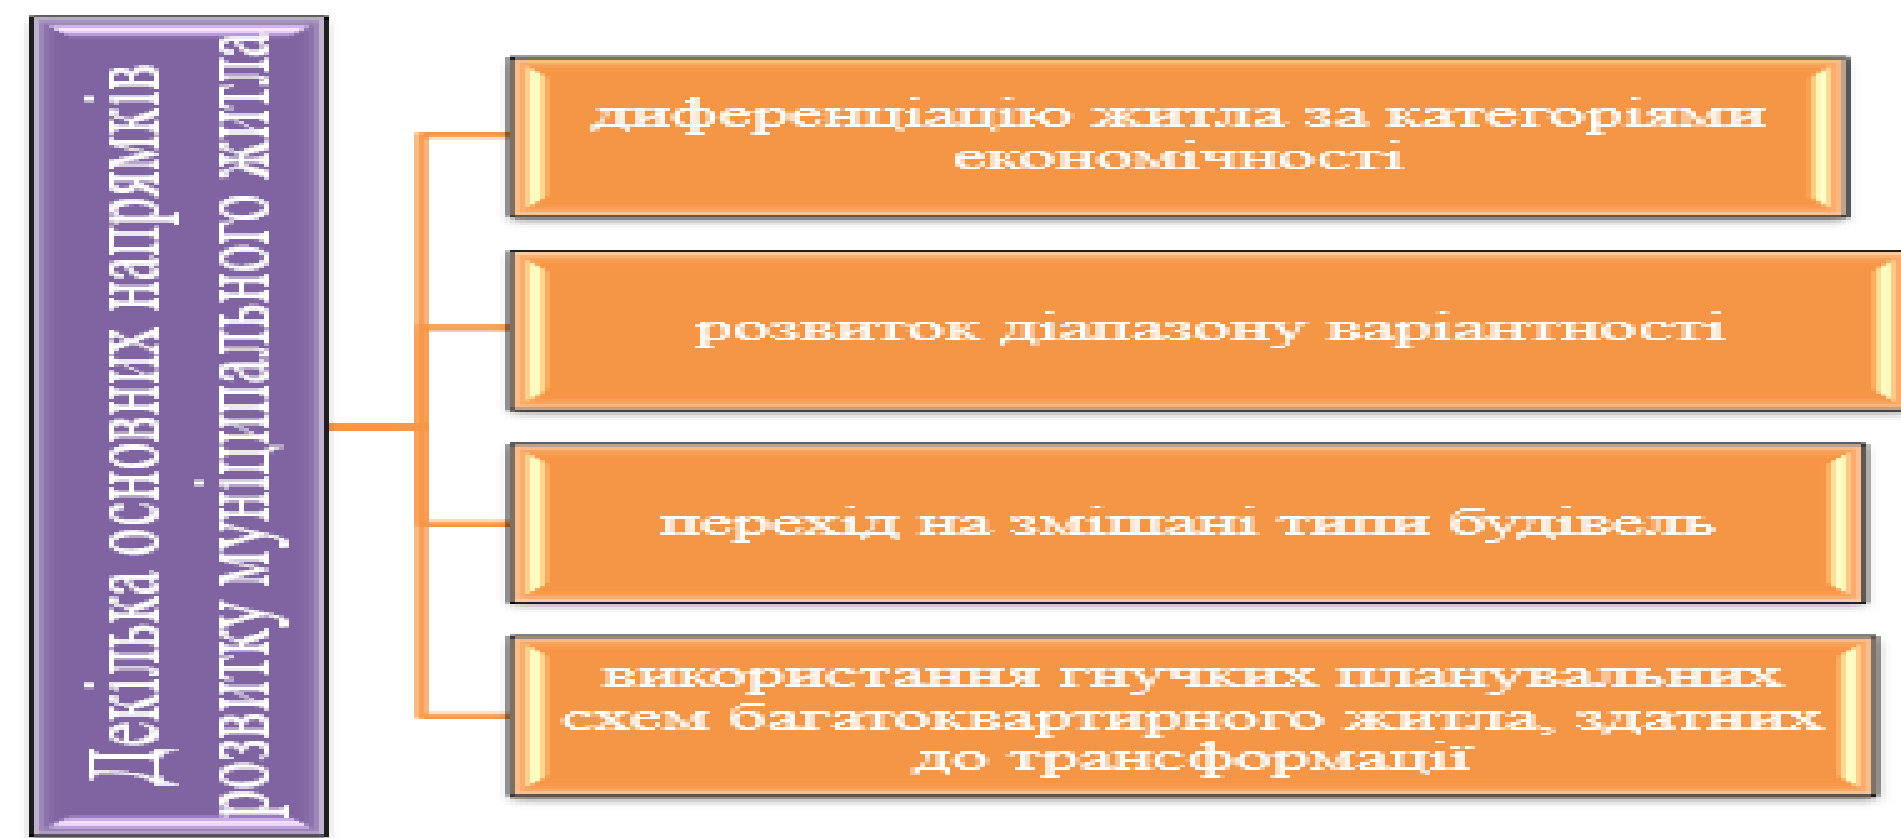 Декілька основних напрямків
розвитку муніципального житла
диференціацію житла за категоріями
економічності
розвиток діапазону варіантності
перехід на змішані типи будівель
використання гнучких планувальних
схем багатоквартирного житла, здатних
до трансформації